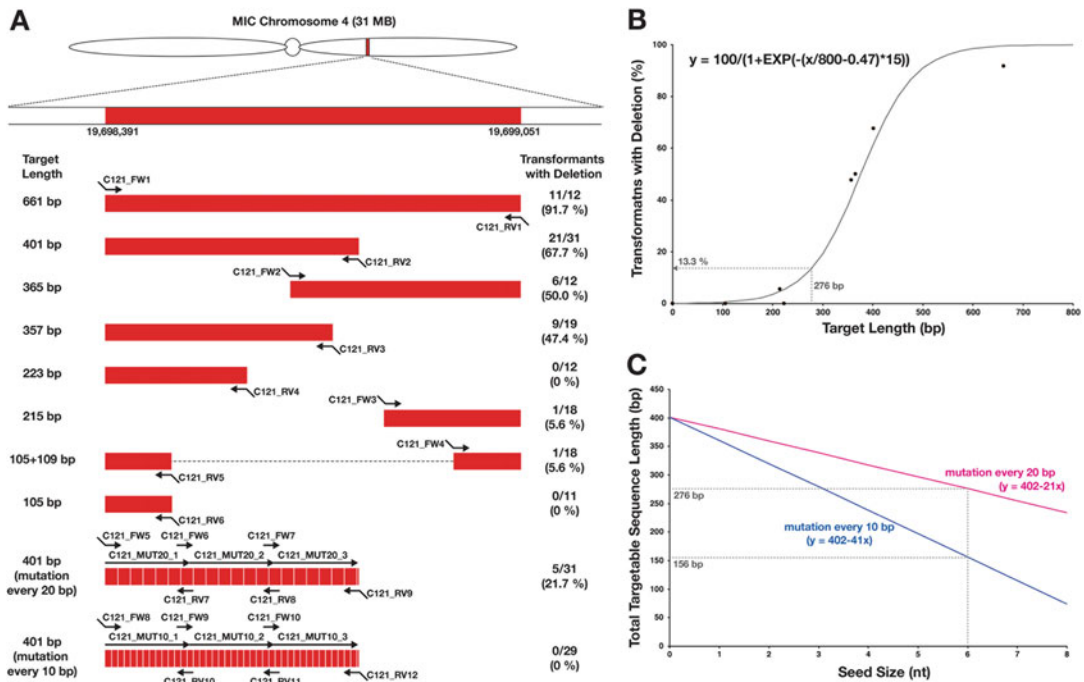 A
MIC Chromosome 4 (31 MB)
19,698,391
19,699,051
Target
Length
Transformants
with Deletion
C121_FW1
661 bp
11/12
(91.7 %)
C121_RV1
401 bp
21/31
(67.7 %)
C121_RV2
C121_FW2
365 bp
6/12
(50.0 %)
357 bp
9/19
(47.4 %)
C121_RV3
223 bp
0/12
(0 %)
C121_RV4
C121_FW3
215 bp
1/18
(5.6 %)
C121_FW4
105+109 bp
1/18
(5.6 %)
C121_RV5
105 bp
0/11
(0 %)
C121_RV6
C121_FW5 C121_FW6 C121_FW7
C121_MUT20_1 C121_MUT20_2 C121_MUT20_3
401 bp
(mutation
every 20 bp)
5/31
(21.7 %)
C121_RV7 C121_RV8 C121_RV9
C121_FW8 C121_FW9 C121_FW10
C121_MUT10_1 C121_MUT10_2 C121_MUT10_3
401 bp
(mutation
every 10 bp)
0/29
(0 %)
C121_RV10 C121_RV11 C121_RV12
B
Transformatns with Deletion (%)
y = 100/(1+EXP(-(x/800-0.47)*15))
100
80
60
40
20
0
13.3 %
276 bp
0 100 200 300 400 500 600 700 800
Target Length (bp)
C
Total Targetable Sequence Length (bp)
450
400
350
300
250
200
150
100
50
0
mutation every 20 bp
(y = 402-21x)
276 bp
mutation every 10 bp
(y = 402-41x)
156 bp
0 1 2 3 4 5 6 7 8
Seed Size (nt)